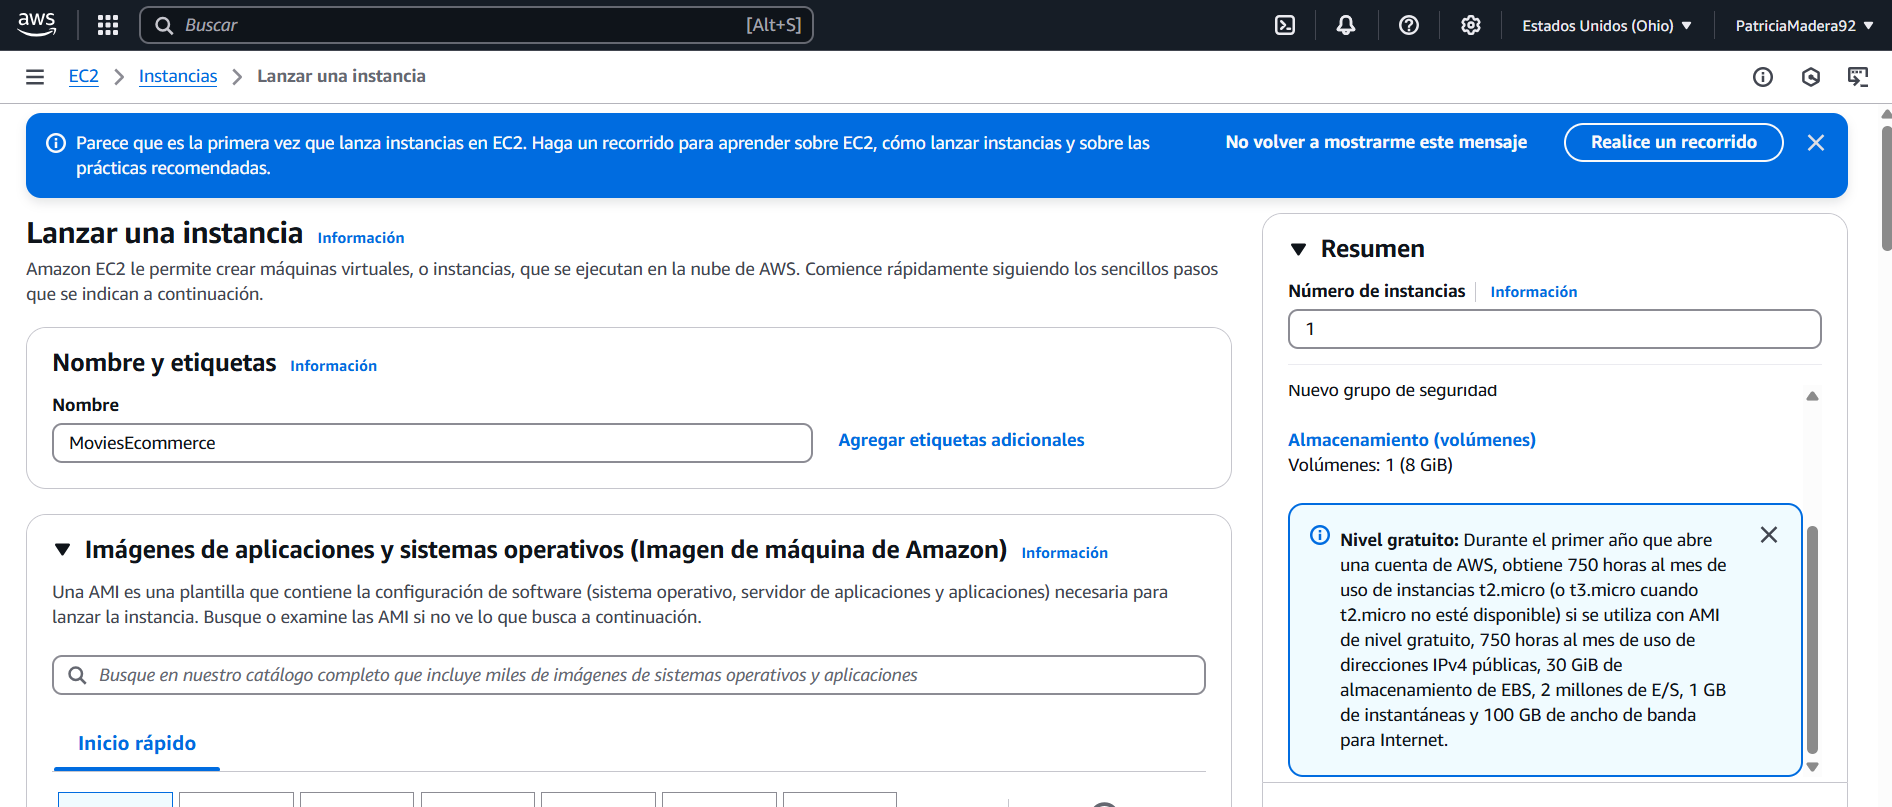 aws
Buscar
[Alt+S]
Estados Unidos (Ohio)
PatriciaMadera92
EC2
Instancias
Lanzar una instancia
Parece que es la primera vez que lanza instancias en EC2. Haga un recorrido para aprender sobre EC2, cómo lanzar instancias y sobre las
prácticas recomendadas.
No volver a mostrarme este mensaje
Realice un recorrido
Lanzar una instancia
Información
Amazon EC2 le permite crear máquinas virtuales, o instancias, que se ejecutan en la nube de AWS. Comience rápidamente siguiendo los sencillos pasos
que se indican a continuación.
Nombre y etiquetas
Información
Nombre
MoviesEcommerce
Agregar etiquetas adicionales
Imágenes de aplicaciones y sistemas operativos (Imagen de máquina de Amazon)
Información
Una AMI es una plantilla que contiene la configuración de software (sistema operativo, servidor de aplicaciones y aplicaciones) necesaria para
lanzar la instancia. Busque o examine las AMI si no ve lo que busca a continuación.
Busque en nuestro catálogo completo que incluye miles de imágenes de sistemas operativos y aplicaciones
Inicio rápido
Resumen
Número de instancias
Información
1
Nuevo grupo de seguridad
Almacenamiento (volúmenes)
Volúmenes: 1 (8 GiB)
Nivel gratuito: Durante el primer año que abre
una cuenta de AWS, obtiene 750 horas al mes de
uso de instancias t2.micro (o t3.micro cuando
t2.micro no esté disponible) si se utiliza con AMI
de nivel gratuito, 750 horas al mes de uso de
direcciones IPv4 públicas, 30 GiB de
almacenamiento de EBS, 2 millones de E/S, 1 GB
de instantáneas y 100 GB de ancho de banda
para Internet.